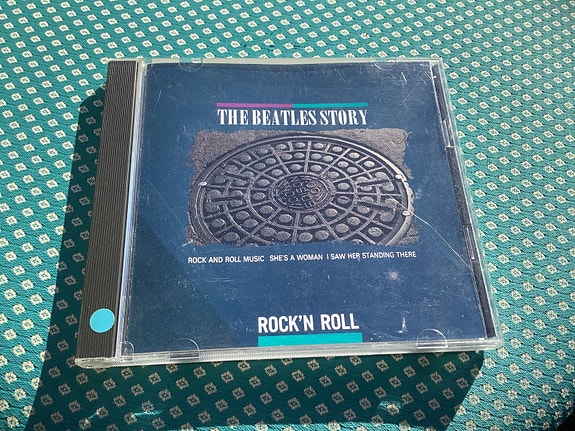 THE BEATLES STORY
ROCK AND ROLL MUSIC SHE'S A WOMAN I SAW HER STANDING THERE
ROCK'N ROLL